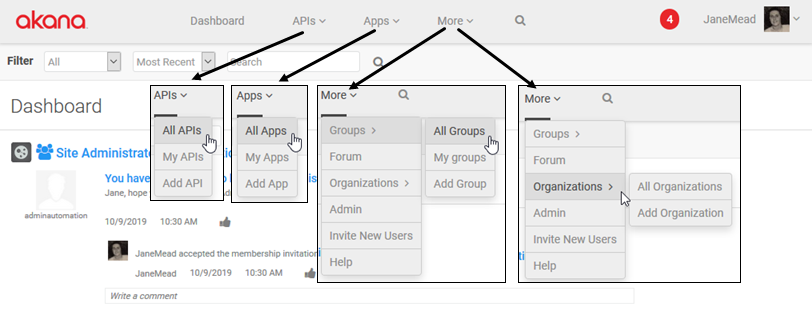 akana
Dashboard APIs Apps More 4 JaneMead
Filter All Most Recent Search
Dashboard
APIs
All APIs
My APIs
Add API
Apps
All Apps
My Apps
Add App
More
Groups
Forum
Organizations
Admin
Invite New Users
Help
All Groups
My groups
Add Group
More
Groups
Forum
Organizations
Admin
Invite New Users
Help
All Organizations
Add Organization
Site Administrat
You hav
Jane, hope
adminautomation
10/9/2019 10:30 AM
JaneMead accepted the membership invitation
JaneMead 10/9/2019 10:30 AM
Write a comment